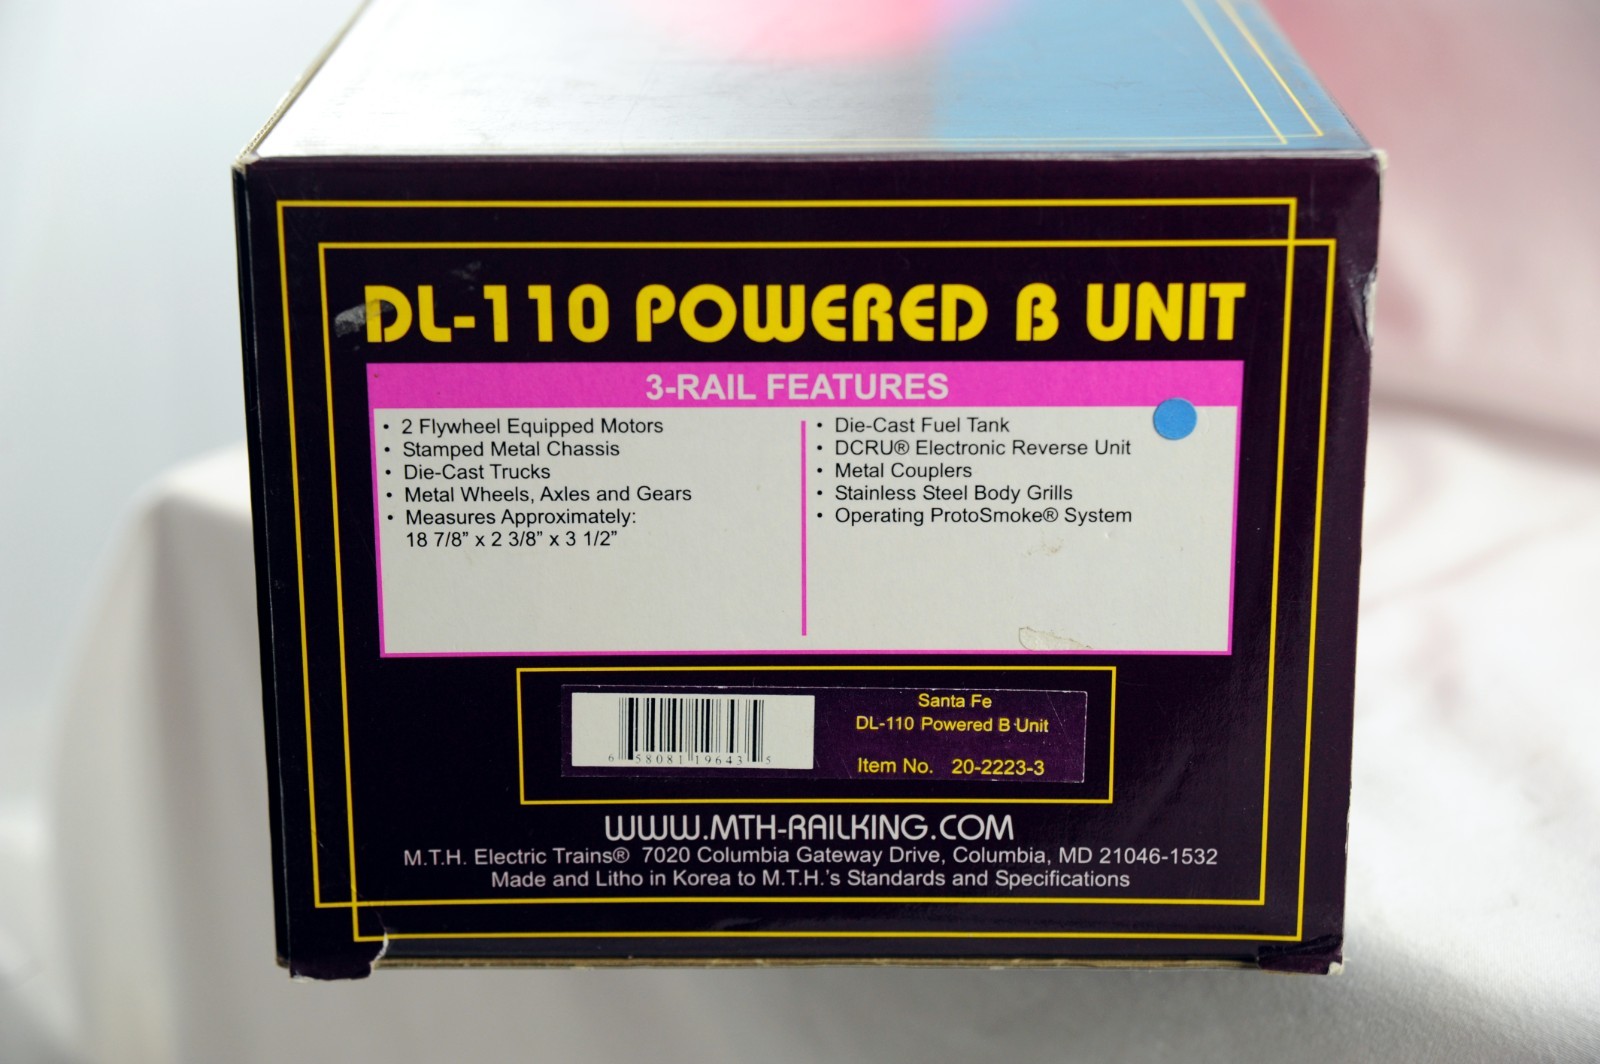 DL-110 POWERED B UNIT
3-RAIL FEATURES
• 2 Flywheel Equipped Motors
• Stamped Metal Chassis
• Die-Cast Trucks
• Metal Wheels, Axles and Gears
• Measures Approximately:
18 7/8” x 2 3/8” x 3 1/2”
• Die-Cast Fuel Tank
• DCRU® Electronic Reverse Unit
• Metal Couplers
• Stainless Steel Body Grills
• Operating ProtoSmoke® System
6 58081 19643 5
Santa Fe
DL-110 Powered B Unit
Item No. 20-2223-3
WWW.MTH-RAILKING.COM
M.T.H. Electric Trains® 7020 Columbia Gateway Drive, Columbia, MD 21046-1532
Made and Litho in Korea to M.T.H.'s Standards and Specifications